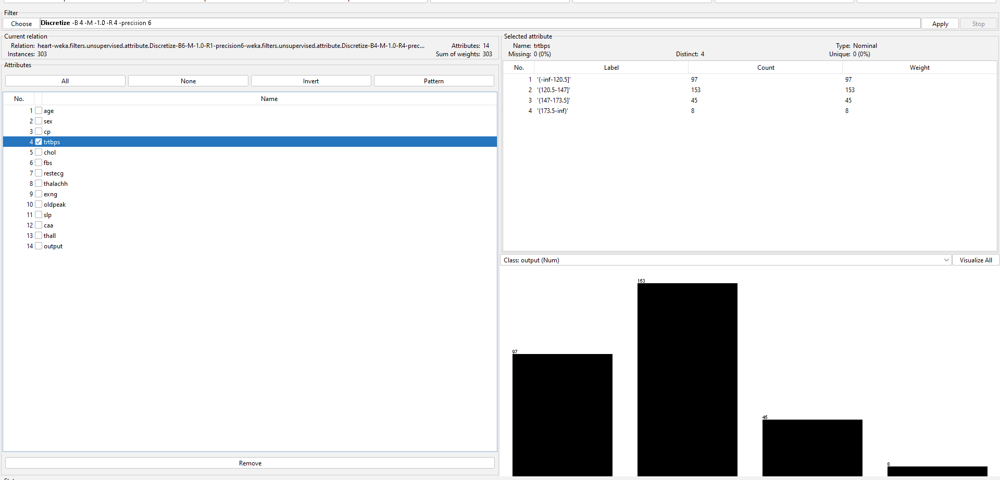 Filter
Choose Discretize -B 4 -M -1.0 -R 4 -precision 6 Apply Stop
Current relation
Relation: heart-weka.filters.unsupervised.attribute.Discretize-B6-M-1.0-R1-precision6-weka.filters.unsupervised.attribute.Discretize-B4-M-1.0-R4-prec... Attributes: 14
Instances: 303 Sum of weights: 303
Attributes
All None Invert Pattern
No. Name
1 age
2 sex
3 cp
4 trtbps
5 chol
6 fbs
7 restecg
8 thalachh
9 exng
10 oldpeak
11 slp
12 caa
13 thall
14 output
Remove
Selected attribute
Name: trtbps Type: Nominal
Missing: 0 (0%) Distinct: 4 Unique: 0 (0%)
No. Label Count Weight
1 '(-inf-120.5]' 97 97
2 '(120.5-147]' 153 153
3 '(147-173.5]' 45 45
4 '(173.5-inf)' 8 8
Class: output (Num) Visualize All
153
97
45
8